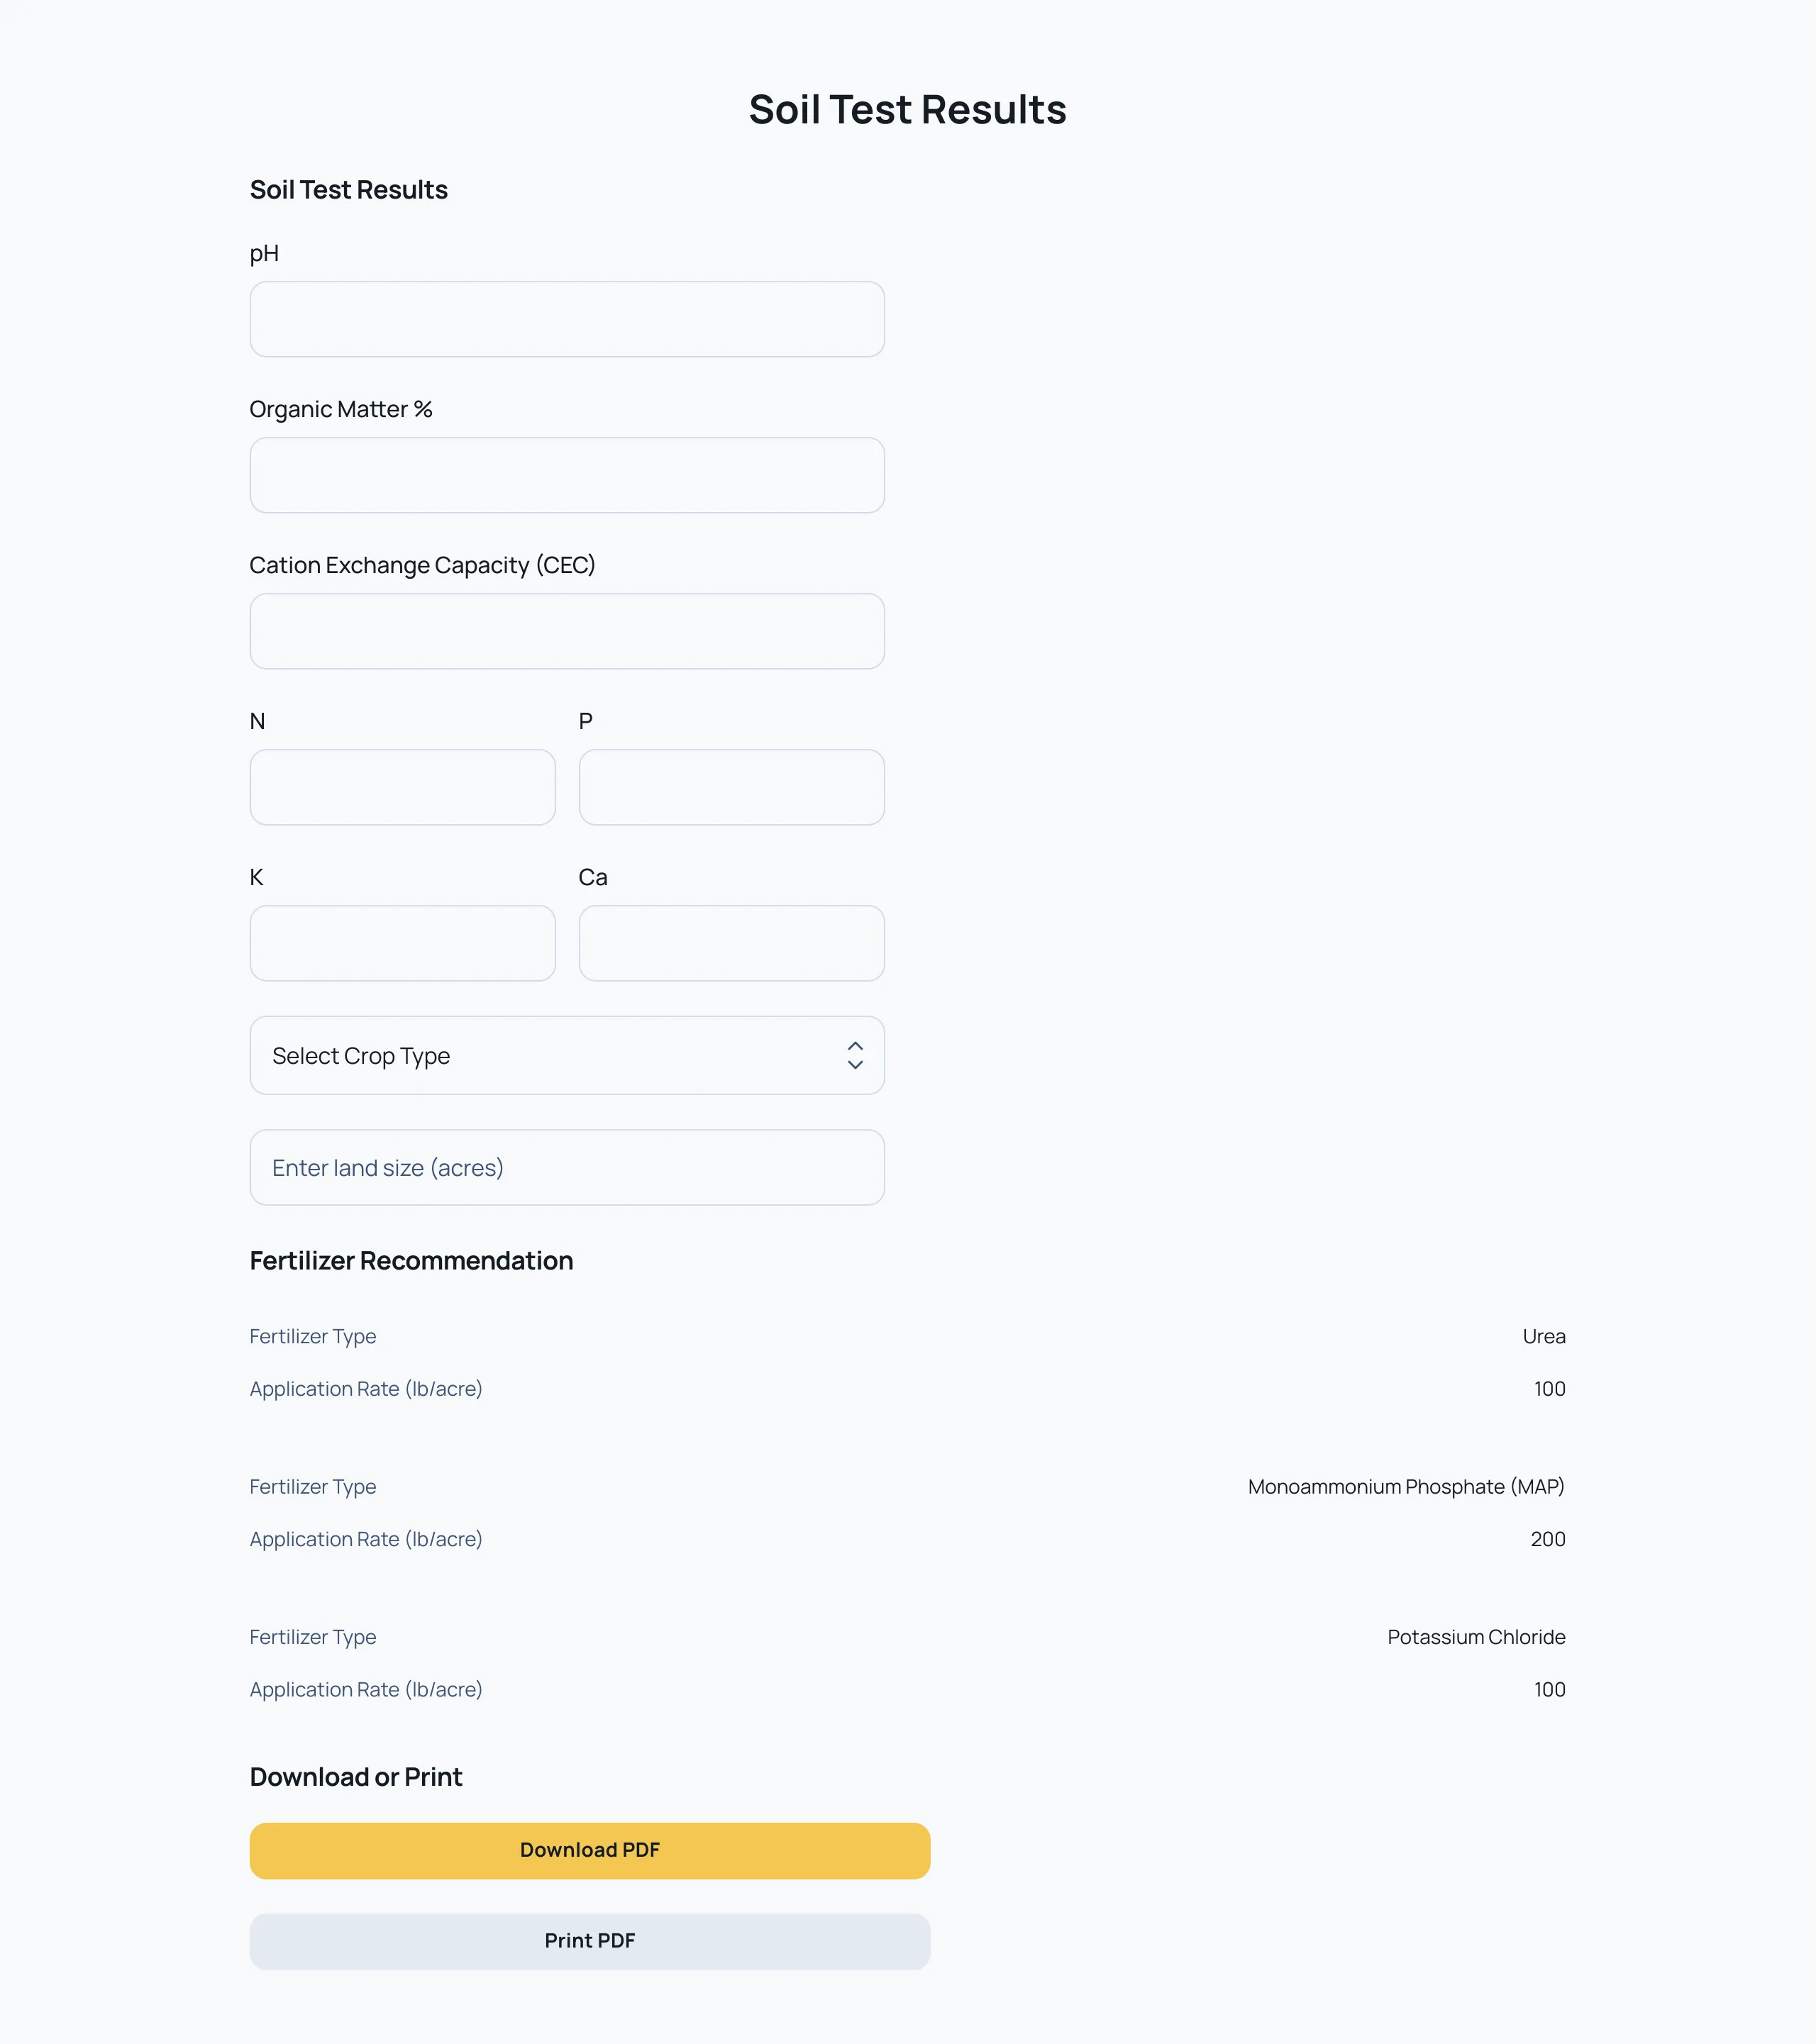 Soil Test Results
Soil Test Results
pH
Organic Matter %
Cation Exchange Capacity (CEC)
N P
K Ca
Select Crop Type
Enter land size (acres)
Fertilizer Recommendation
Fertilizer Type Urea
Application Rate (lb/acre) 100
Fertilizer Type Monoammonium Phosphate (MAP)
Application Rate (lb/acre) 200
Fertilizer Type Potassium Chloride
Application Rate (lb/acre) 100
Download or Print
Download PDF
Print PDF